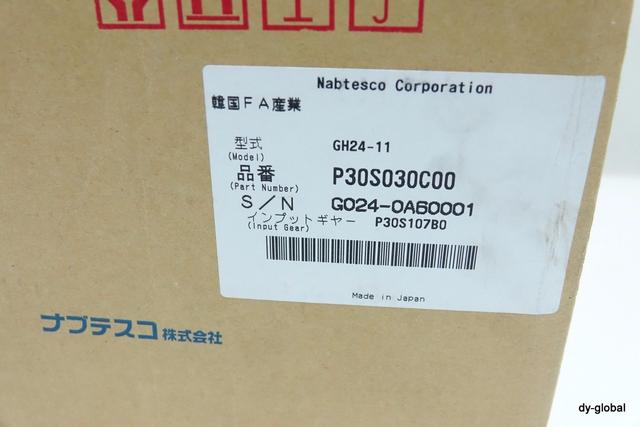 Nabtesco Corporation
韓国FA産業
型式 GH24-11
(Model)
品番 P30S030C00
(Part Number)
S/N G024-0A60001
インプットギヤー P30S107B0
(Input Gear)
Made in Japan
ナブテスコ株式会社
dy-global